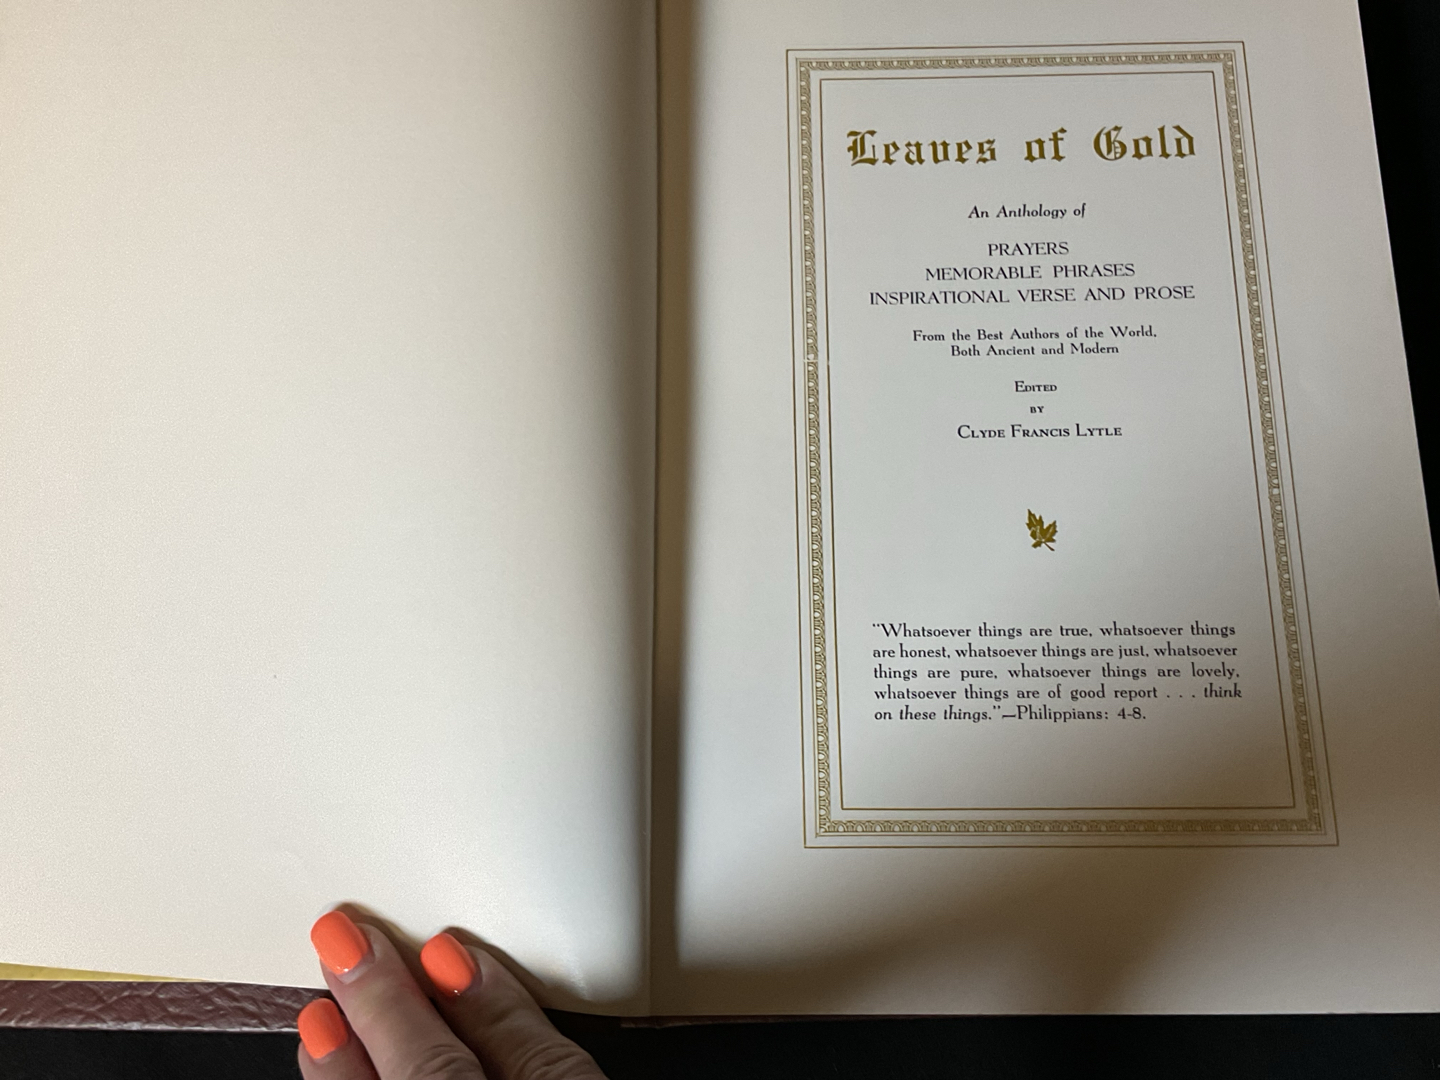 Leaves of Gold
An Anthology of
PRAYERS
MEMORABLE PHRASES
INSPIRATIONAL VERSE AND PROSE
From the Best Authors of the World,
Both Ancient and Modern
EDITED
BY
CLYDE FRANCIS LYTLE
"Whatsoever things are true, whatsoever things
are honest, whatsoever things are just, whatsoever
things are pure, whatsoever things are lovely,
whatsoever things are of good report . . . think
on these things."—Philippians: 4-8.